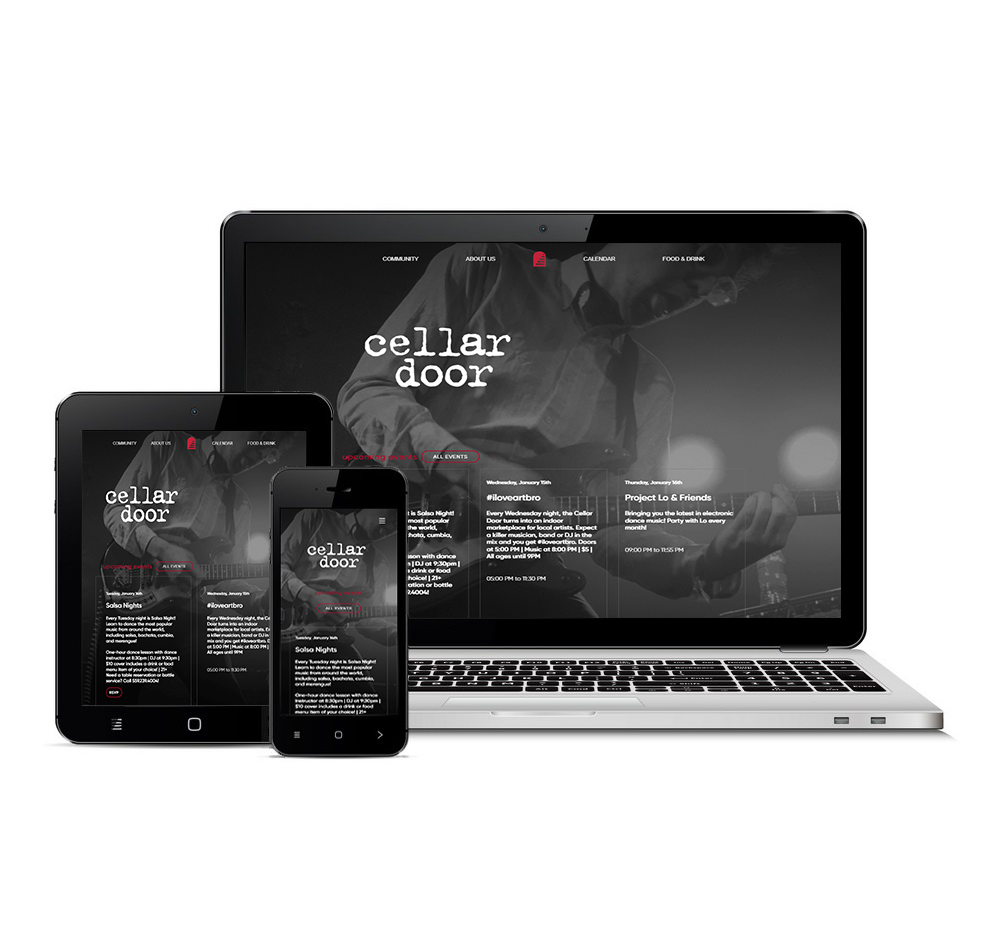 COMMUNITY
ABOUT US
CALENDAR
FOOD & DRINK
cellar
door
ALL EVENTS
t is Salsa Night!
most popular
the world,
chata, cumbia,
sson with dance
| DJ at 9:30pm |
a drink or food
choice! | 21+
ration or bottle
Wednesday, January 15th
#iloveartbro
Every Wednesday night, the Cellar
Door turns into an indoor
marketplace for local artists. Expect
a killer musician, band or DJ in the
mix and you get #iloveartbro. Doors
at 5:00 PM | Music at 8:00 PM | $5 |
All ages until 9PM
05:00 PM to 11:30 PM
Thursday, January 16th
Project Lo & Friends
Bringing you the latest in electronic
dance music! Party with Lo every
month!
09:00 PM to 11:55 PM
COMMUNITY
ABOUT US
CALENDAR
FOOD & DRINK
cellar
door
ALL EVENTS
Tuesday, January 14th
Salsa Nights
Every Tuesday night is Salsa Night!
Learn to dance the most popular
music from around the world,
including salsa, bachata, cumbia,
and merengue!
One-hour dance lesson with dance
instructor at 8:30pm | DJ at 9:30pm |
$10 cover includes a drink or food
menu item of your choice! | 21+
Need a table reservation or bottle
service? Call
RSVP
Wednesday, January 15th
#iloveartbro
Every Wednesday night, the Ce
Door turns into an indoor
marketplace for local artists. E
a killer musician, band or DJ in
mix and you get #iloveartbro.
at 5:00 PM | Music at 8:00 PM
All ages until 9PM
05:00 PM to 11:30 PM
cellar
door
ALL EVENTS
Tuesday, January 14th
Salsa Nights
Every Tuesday night is Salsa Night!
Learn to dance the most popular
music from around the world,
including salsa, bachata, cumbia,
and merengue!
One-hour dance lesson with dance
instructor at 8:30pm | DJ at 9:30pm |
$10 cover includes a drink or food
menu item of your choice! | 21+